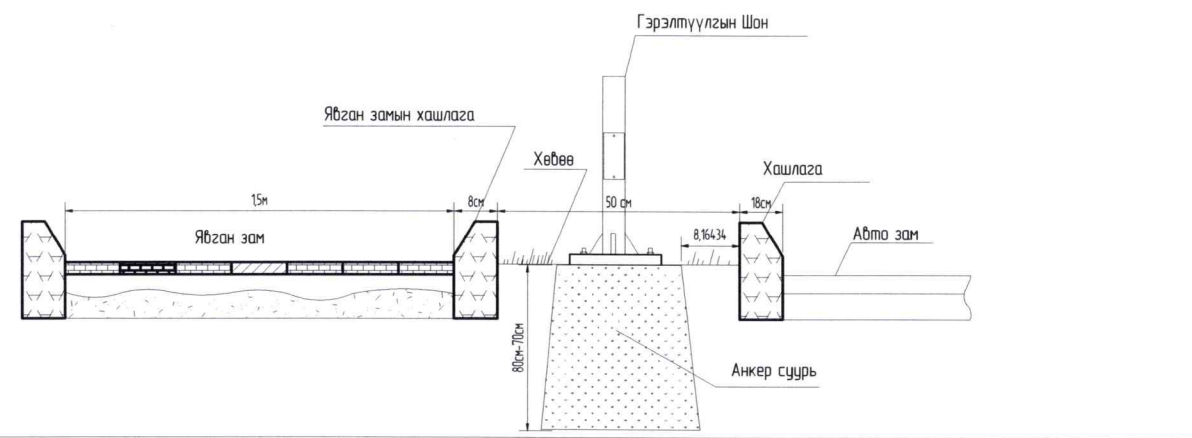 Гэрэлтүүлгын Шон
Явган замын хашлага
Хөвөө
Хашлага
1,5м
8см
50 см
18см
Явган зам
8,16434
Авто зам
80см-70см
Анкер суурь